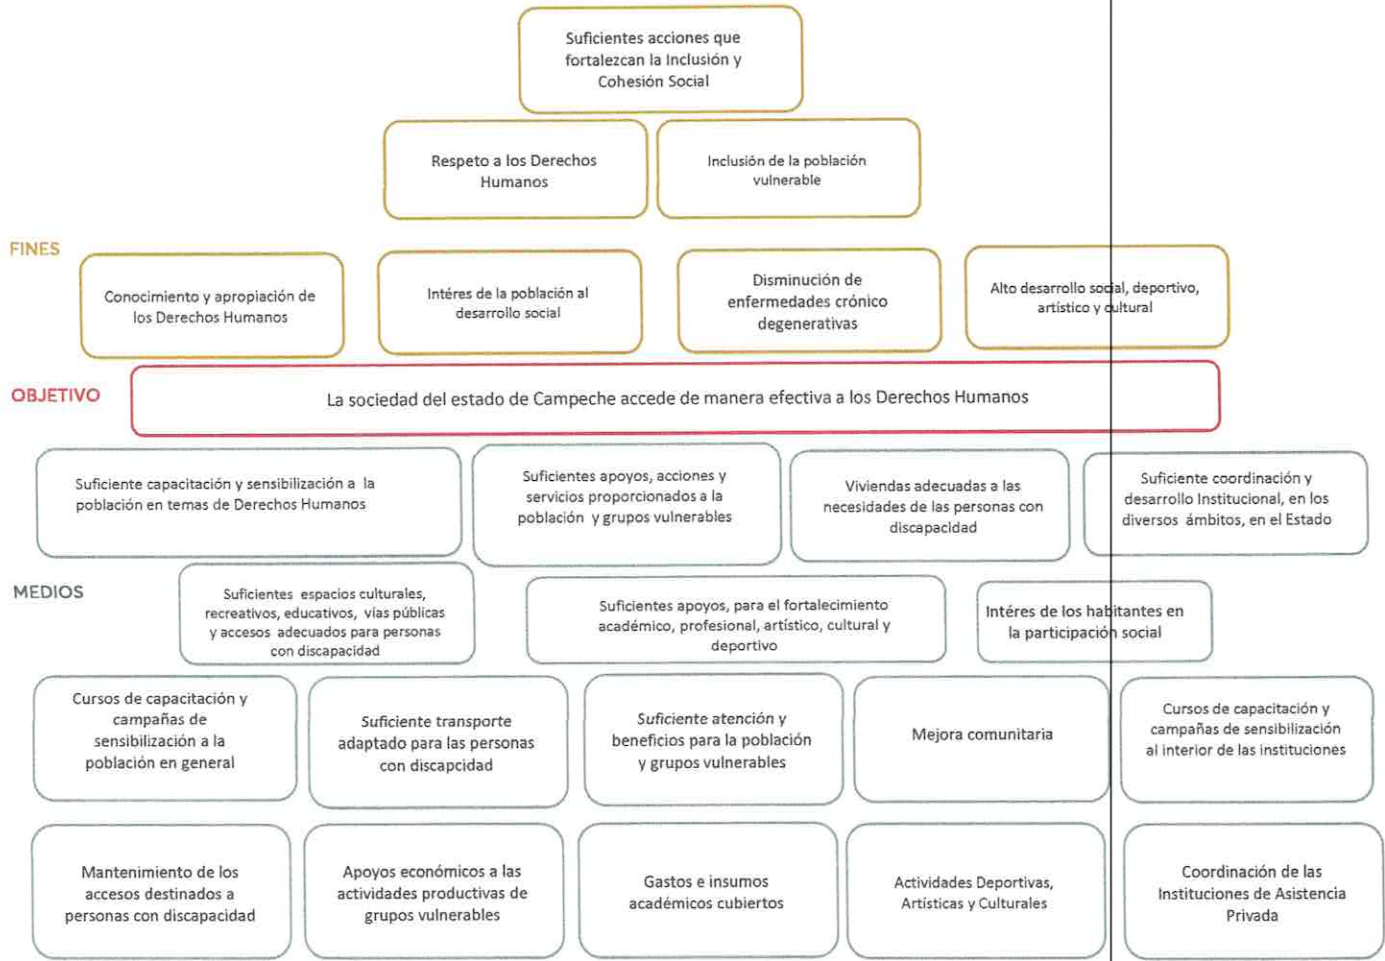 Suficientes acciones que
fortalezcan la Inclusión y
Cohesión Social
Respeto a los Derechos
Humanos
Inclusión de la población
vulnerable
FINES
Conocimiento y apropiación de
los Derechos Humanos
Intéres de la población al
desarrollo social
Disminución de
enfermedades crónico
degenerativas
Alto desarrollo social, deportivo,
artístico y cultural
OBJETIVO
La sociedad del estado de Campeche accede de manera efectiva a los Derechos Humanos
Suficiente capacitación y sensibilización a la
población en temas de Derechos Humanos
Suficientes apoyos, acciones y
servicios proporcionados a la
población y grupos vulnerables
Viviendas adecuadas a las
necesidades de las personas con
discapacidad
Suficiente coordinación y
desarrollo Institucional, en los
diversos ámbitos, en el Estado
MEDIOS
Suficientes espacios culturales,
recreativos, educativos, vías públicas
y accesos adecuados para personas
con discapacidad
Suficientes apoyos, para el fortalecimiento
académico, profesional, artístico, cultural y
deportivo
Intéres de los habitantes en
la participación social
Cursos de capacitación y
campañas de
sensibilización a la
población en general
Suficiente transporte
adaptado para las personas
con discapcidad
Suficiente atención y
beneficios para la población
y grupos vulnerables
Mejora comunitaria
Cursos de capacitación y
campañas de sensibilización
al interior de las instituciones
Mantenimiento de los
accesos destinados a
personas con discapacidad
Apoyos económicos a las
actividades productivas de
grupos vulnerables
Gastos e insumos
académicos cubiertos
Actividades Deportivas,
Artísticas y Culturales
Coordinación de las
Instituciones de Asistencia
Privada